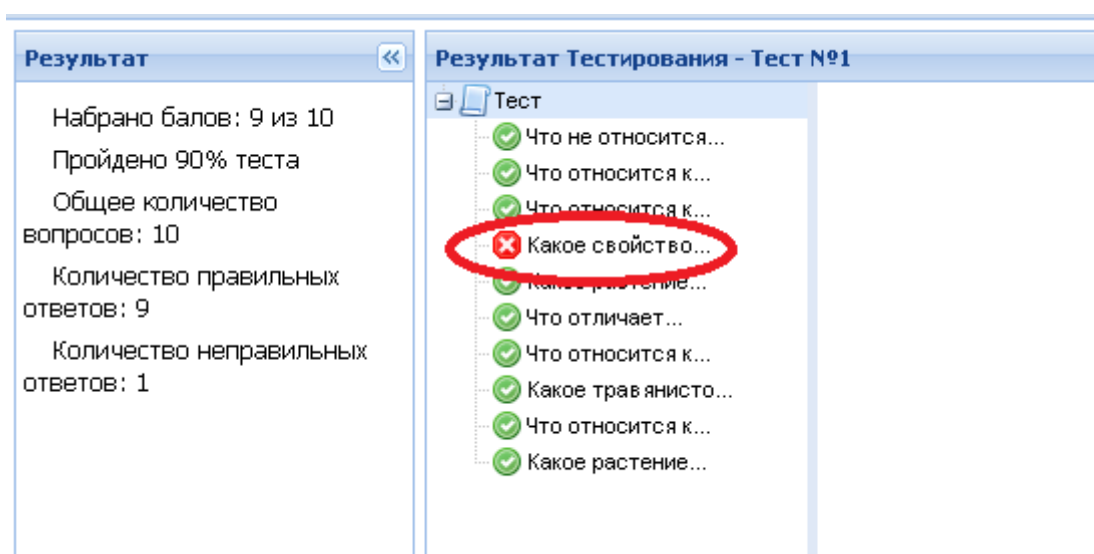 Результат
Набрано балов: 9 из 10
Пройдено 90% теста
Общее количество
вопросов: 10
Количество правильных
ответов: 9
Количество неправильных
ответов: 1
Результат Тестирования - Тест №1
Тест
Что не относится...
Что относится к...
Что относится к...
Какое свойство...
Какое растение...
Что отличает...
Что относится к...
Какое травянисто...
Что относится к...
Какое растение...